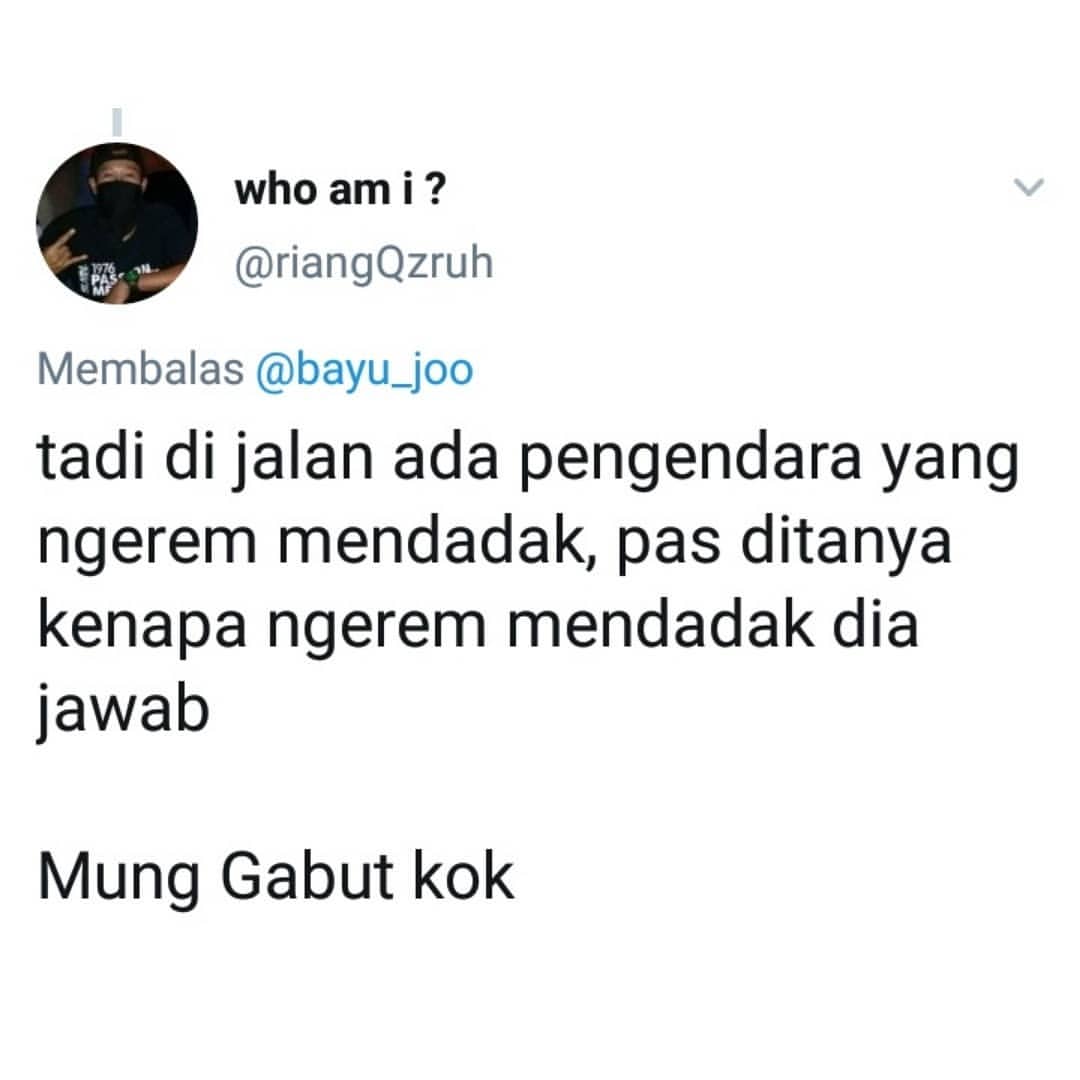 who am i ?
@riangQzruh
1976
Membalas @bayu_joo
tadi di jalan ada pengendara yang
ngerem mendadak, pas ditanya
kenapa ngerem mendadak dia
jawab
Mung Gabut kok